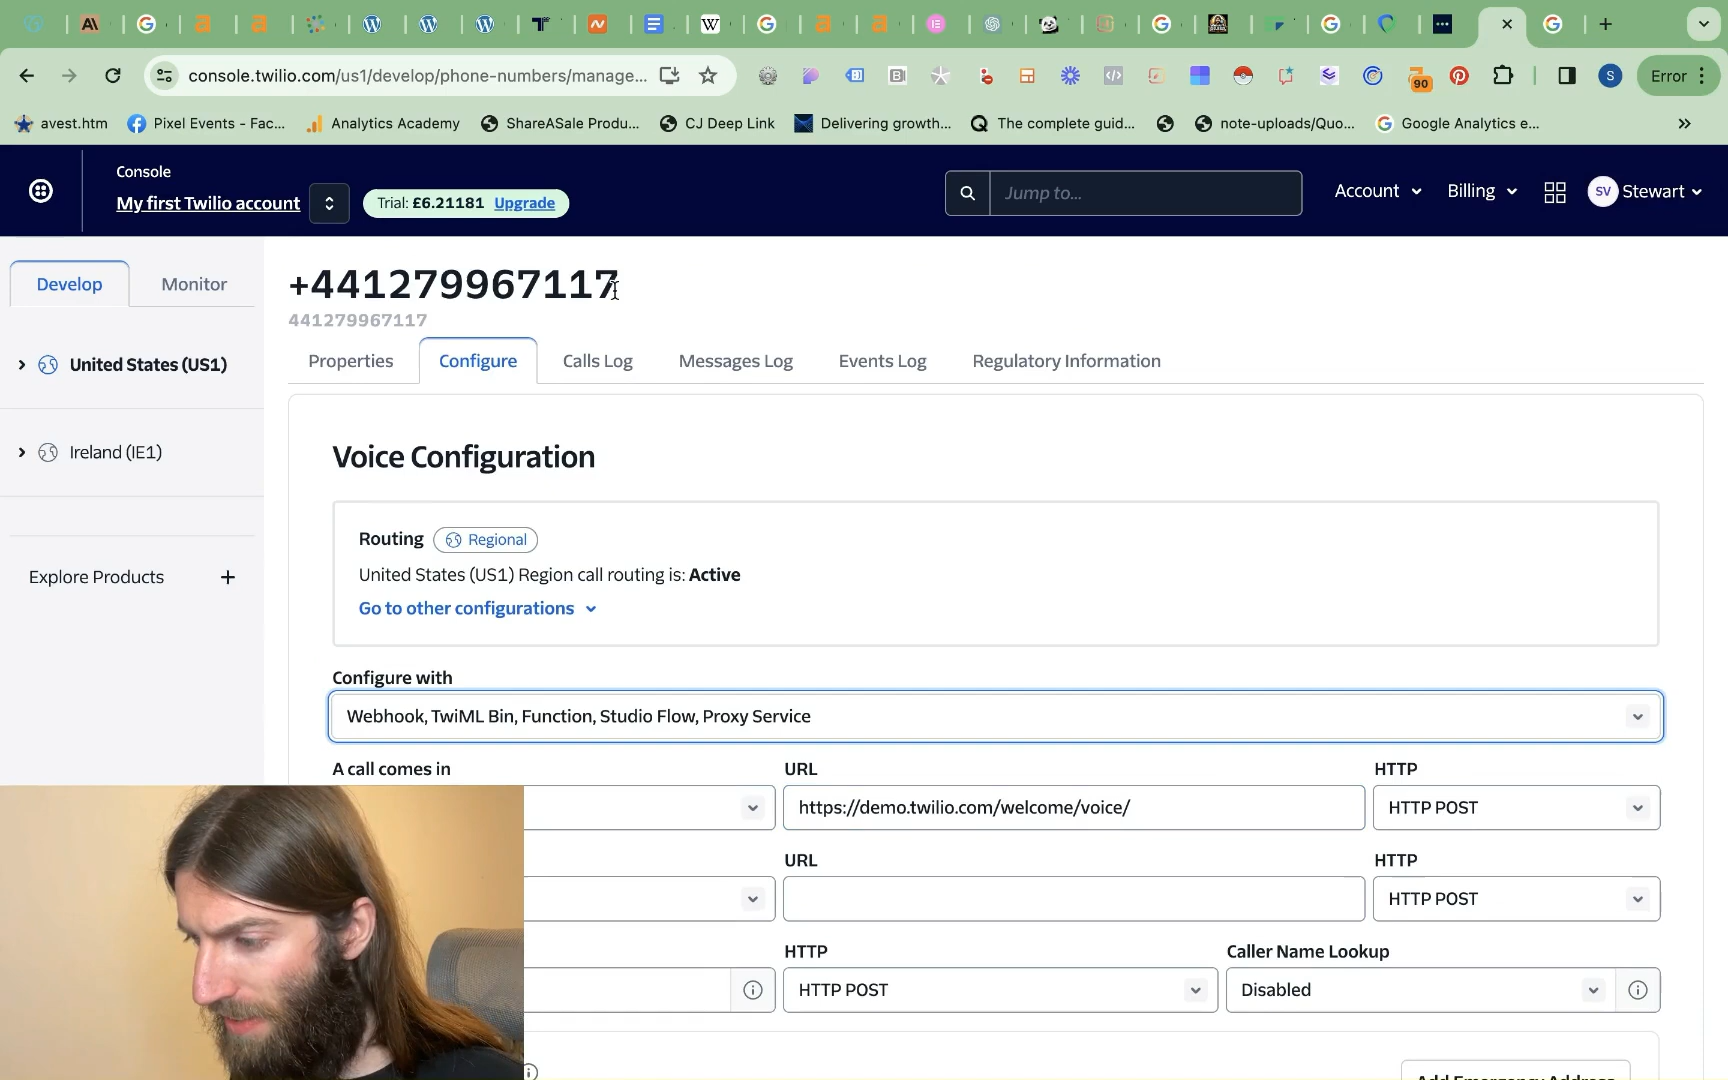 console.twilio.com/us1/develop/phone-numbers/manage...
90
S
Error
avest.htm
Pixel Events - Fac...
Analytics Academy
ShareASale Produ...
CJ Deep Link
Delivering growth...
The complete guid...
note-uploads/Quo...
Google Analytics e...
Console
My first Twilio account
Trial: £6.21181 Upgrade
Jump to...
Account
Billing
SV
Stewart
Develop
Monitor
+441279967117
441279967117
United States (US1)
Ireland (IE1)
Explore Products
Properties
Configure
Calls Log
Messages Log
Events Log
Regulatory Information
Voice Configuration
Routing Regional
United States (US1) Region call routing is: Active
Go to other configurations
Configure with
Webhook, TwiML Bin, Function, Studio Flow, Proxy Service
A call comes in
URL
HTTP
https://demo.twilio.com/welcome/voice/
HTTP POST
URL
HTTP
HTTP POST
HTTP
Caller Name Lookup
HTTP POST
Disabled
Add Emergency Address